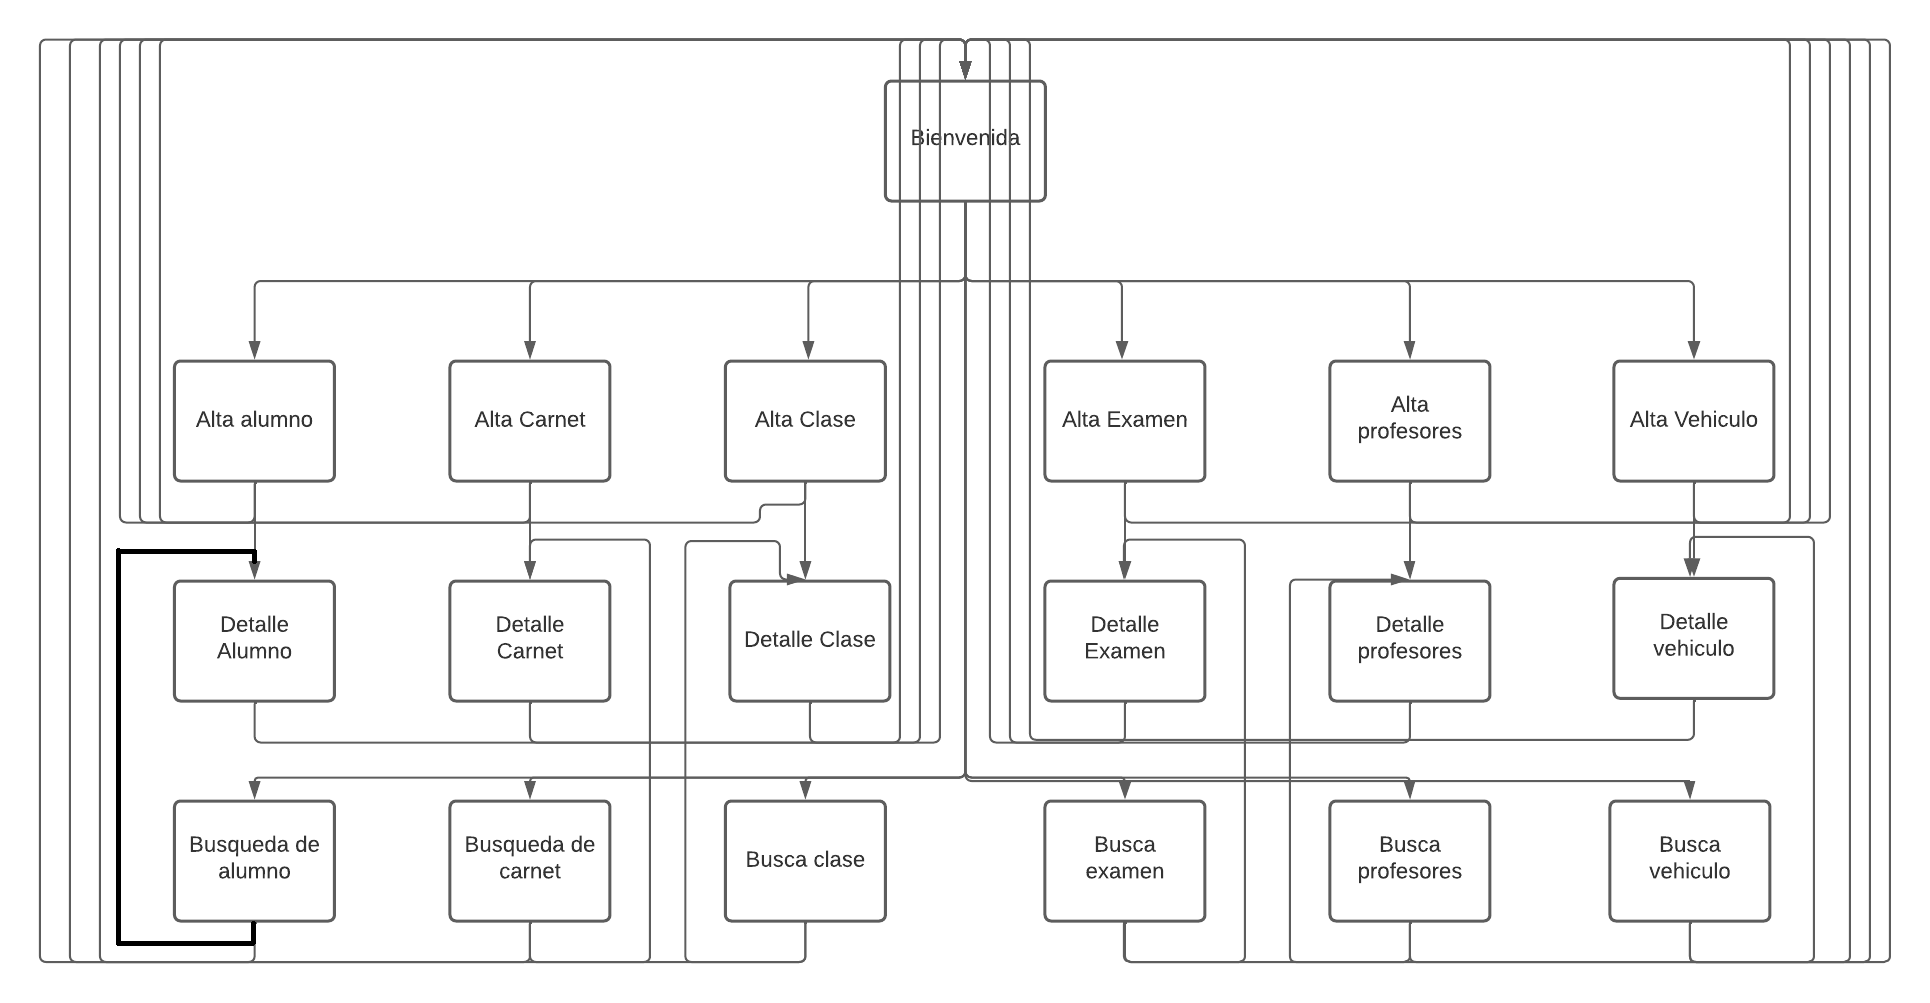 Bienvenida
Alta alumno
Alta Carnet
Alta Clase
Alta Examen
Alta
profesores
Alta Vehiculo
Detalle
Alumno
Detalle
Carnet
Detalle Clase
Detalle
Examen
Detalle
profesores
Detalle
vehiculo
Busqueda de
alumno
Busqueda de
carnet
Busca clase
Busca
examen
Busca
profesores
Busca
vehiculo